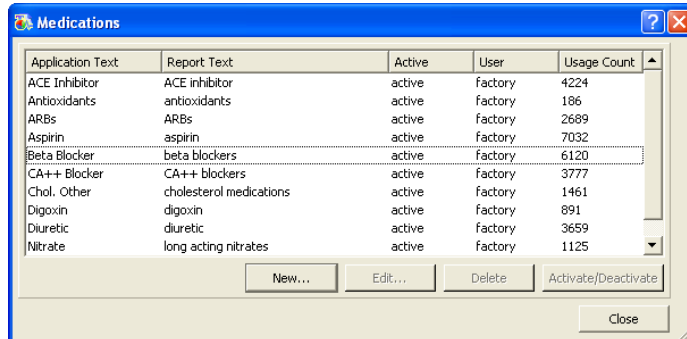 Medications
Application Text Report Text Active User Usage Count
ACE Inhibitor ACE inhibitor active factory 4224
Antioxidants antioxidants active factory 186
ARBs ARBs active factory 2689
Aspirin aspirin active factory 7032
Beta Blocker beta blockers active factory 6120
CA++ Blocker CA++ blockers active factory 3777
Chol. Other cholesterol medications active factory 1461
Digoxin digoxin active factory 891
Diuretic diuretic active factory 3659
Nitrate long acting nitrates active factory 1125
New... Edit... Delete Activate/Deactivate
Close